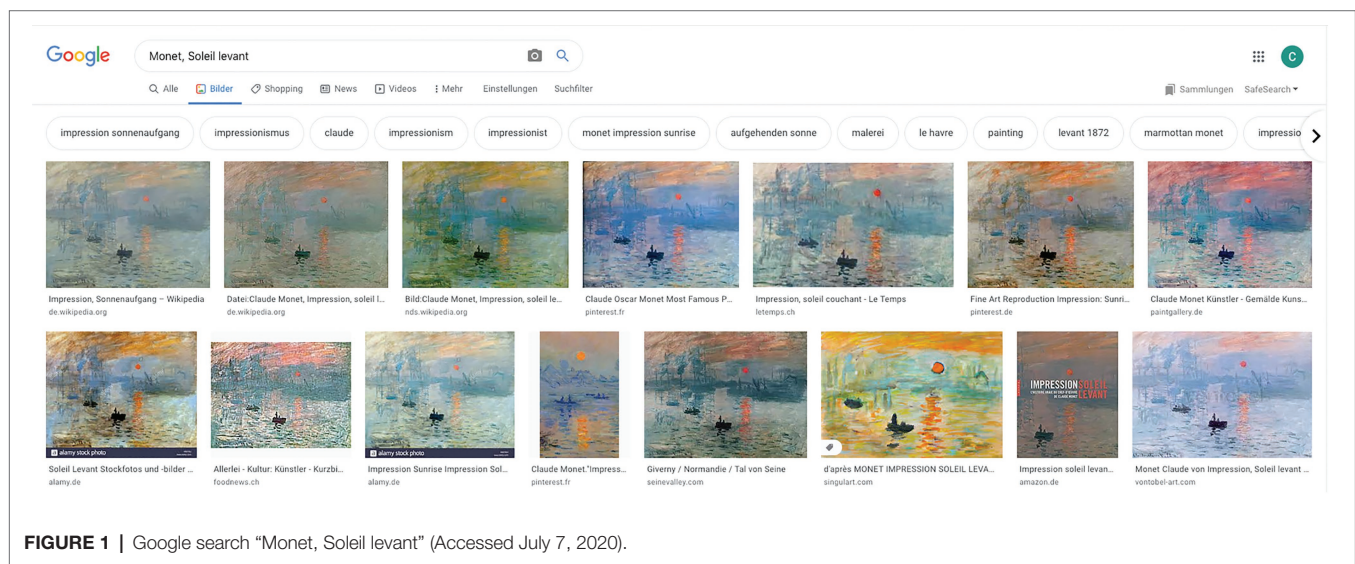 Google
Monet, Soleil levant
C
Alle Bilder Shopping News Videos Mehr Einstellungen Suchfilter Sammlungen SafeSearch
impression sonnenaufgang impressionismus claude impressionism impressionist monet impression sunrise aufgehenden sonne malerei le havre painting levant 1872 marmottan monet impressio
Impression, Sonnenaufgang – Wikipedia Datei:Claude Monet, Impression, soleil l... Bild:Claude Monet, Impression, soleil le... Claude Oscar Monet Most Famous P... Impression, soleil couchant - Le Temps Fine Art Reproduction Impression: Sunri... Claude Monet Künstler - Gemälde Kuns...
de.wikipedia.org de.wikipedia.org nds.wikipedia.org pinterest.fr letemps.ch pinterest.de paintgallery.de
IMPRESSION SOLEIL
LEVANT
DE CLAUDE MONET
alamy stock photo alamy stock photo
Soleil Levant Stockfotos und -bilder ... Allerlei - Kultur: Künstler - Kurzbi... Impression Sunrise Impression Sol... Claude Monet."Impress... Giverny / Normandie / Tal von Seine d'après MONET IMPRESSION SOLEIL LEVA... Impression soleil levan... Monet Claude von Impression, Soleil levant ...
alamy.de foodnews.ch alamy.de pinterest.fr seinevalley.com singulart.com amazon.de vontobel-art.com
FIGURE 1 | Google search “Monet, Soleil levant” (Accessed July 7, 2020).